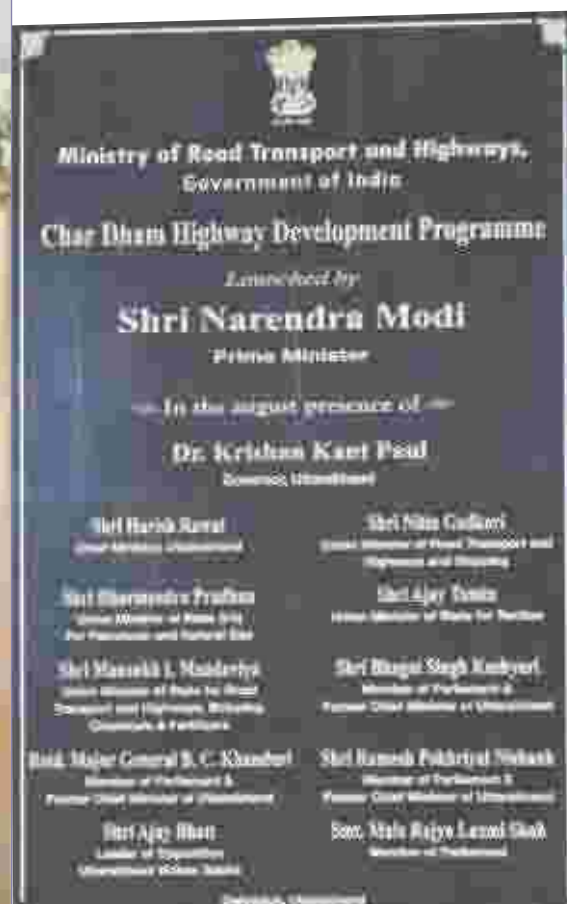 Ministry of Road Transport and Highways,
Government of India
Char Dham Highway Development Programme
Launched by
Shri Narendra Modi
Prime Minister
In the august presence of
Dr. Krishan Kant Paul
Governor, Uttarakhand
Shri Harish Rawat
Chief Minister, Uttarakhand
Shri Nitin Gadkari
Union Minister of Road Transport and
Highways and Shipping
Shri Dharmendra Pradhan
Union Minister of State (I/c)
For Petroleum and Natural Gas
Shri Ajay Tamta
Union Minister of State for Textiles
Shri Mansukh L Mandaviya
Union Minister of State for Road
Transport and Highways, Shipping,
Chemicals & Fertilizers
Shri Bhagat Singh Koshyari
Member of Parliament &
Former Chief Minister of Uttarakhand
Retd. Major General B. C. Khanduri
Member of Parliament &
Former Chief Minister of Uttarakhand
Shri Ramesh Pokhriyal Nishank
Member of Parliament &
Former Chief Minister of Uttarakhand
Shri Ajay Bhatt
Leader of Opposition
Uttarakhand Vidhan Sabha
Smt. Mala Rajya Laxmi Shah
Member of Parliament